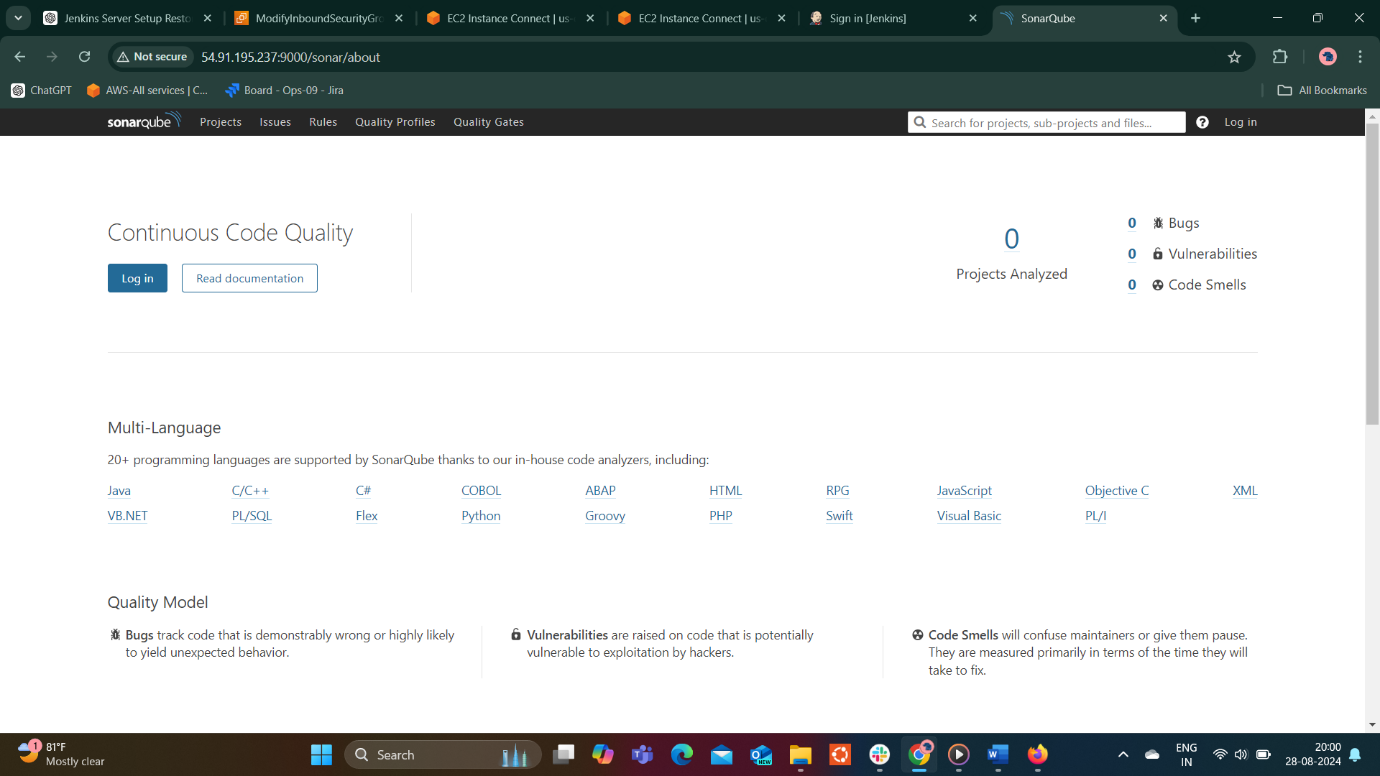 Jenkins Server Setup Resto
ModifyInboundSecurityGro
EC2 Instance Connect | us-
EC2 Instance Connect | us-
Sign in [Jenkins]
SonarQube
Not secure
54.91.195.237:9000/sonar/about
ChatGPT
AWS-All services | C...
Board - Ops-09 - Jira
All Bookmarks
sonarqube
Projects
Issues
Rules
Quality Profiles
Quality Gates
Search for projects, sub-projects and files...
?
Log in
Continuous Code Quality
Log in
Read documentation
0
Projects Analyzed
0 Bugs
0 Vulnerabilities
0 Code Smells
Multi-Language
20+ programming languages are supported by SonarQube thanks to our in-house code analyzers, including:
Java C/C++ C# COBOL ABAP HTML RPG JavaScript Objective C XML
VB.NET PL/SQL Flex Python Groovy PHP Swift Visual Basic PL/I
Quality Model
Bugs track code that is demonstrably wrong or highly likely
to yield unexpected behavior.
Vulnerabilities are raised on code that is potentially
vulnerable to exploitation by hackers.
Code Smells will confuse maintainers or give them pause.
They are measured primarily in terms of the time they will
take to fix.
1
81°F
Mostly clear
Search
NEW
ENG
IN
20:00
28-08-2024